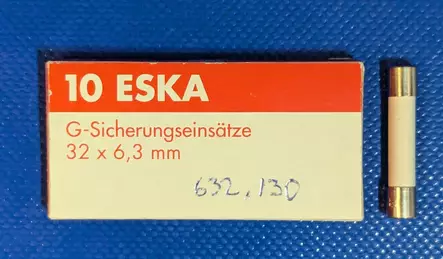 10 ESKA
G-Sicherungseinsätze
32 x 6,3 mm
632.130